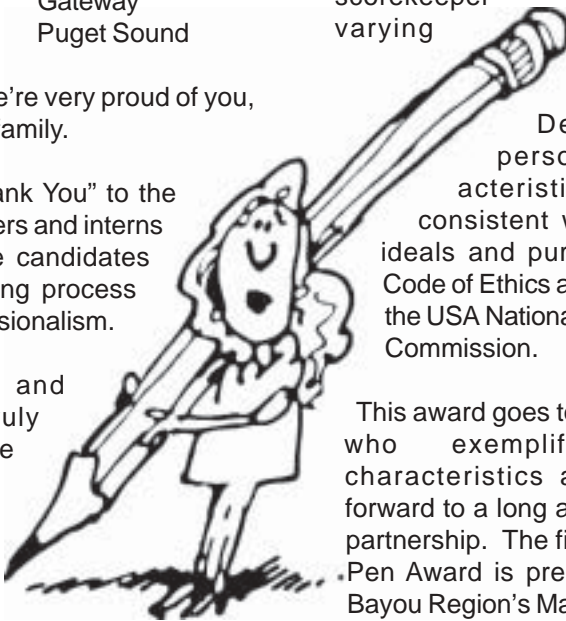 Gateway
Puget Sound
e're very proud of you,
family.
ank You” to the
ers and interns
e candidates
ng process
sionalism.
and
uly
e
scorekeeper
varying
De
perso
acteristi
consistent w
ideals and pur
Code of Ethics a
the USA Nationa
Commission.
This award goes to
who exemplif
characteristics a
forward to a long a
partnership. The fi
Pen Award is pre
Bayou Region's Ma